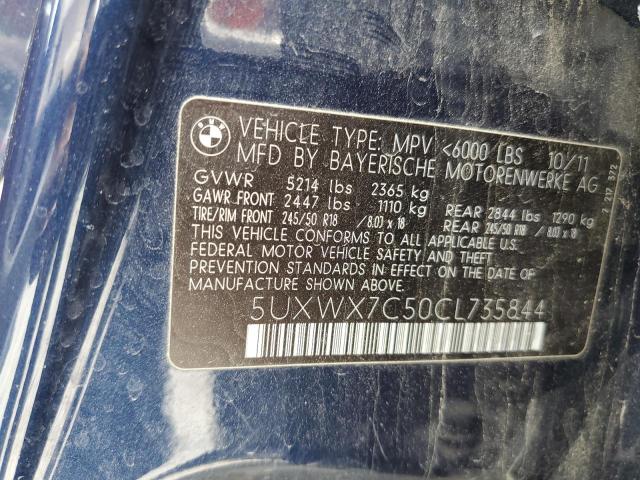 BMW
VEHICLE TYPE: MPV <6000 LBS 10/11
MFD BY BAYERISCHE MOTORENWERKE AG
GVWR 5214 lbs 2365 kg
GAWR FRONT 2447 lbs 1110 kg REAR 2844 lbs 1290 kg
TIRE/RIM FRONT 245/50 R18 / 8.0J x 18 REAR 245/50 R18 / 8.0J x 18
THIS VEHICLE CONFORMS TO ALL APPLICABLE U.S.
FEDERAL MOTOR VEHICLE SAFETY AND THEFT
PREVENTION STANDARDS IN EFFECT ON THE DATE OF
MANUFACTURE SHOWN ABOVE.
5UXWX7C50CL735844